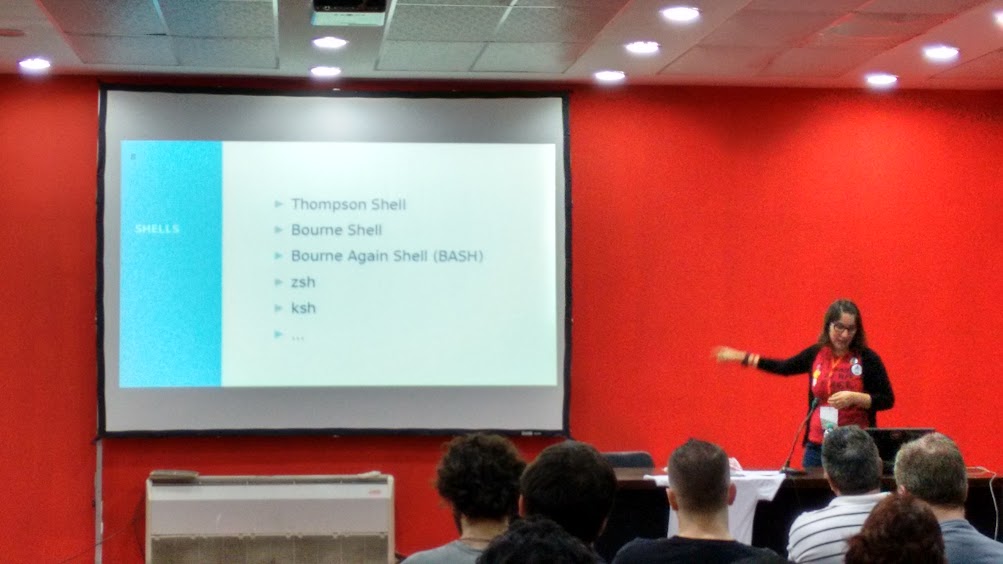 SHELLS
Thompson Shell
Bourne Shell
Bourne Again Shell (BASH)
zsh
ksh
...